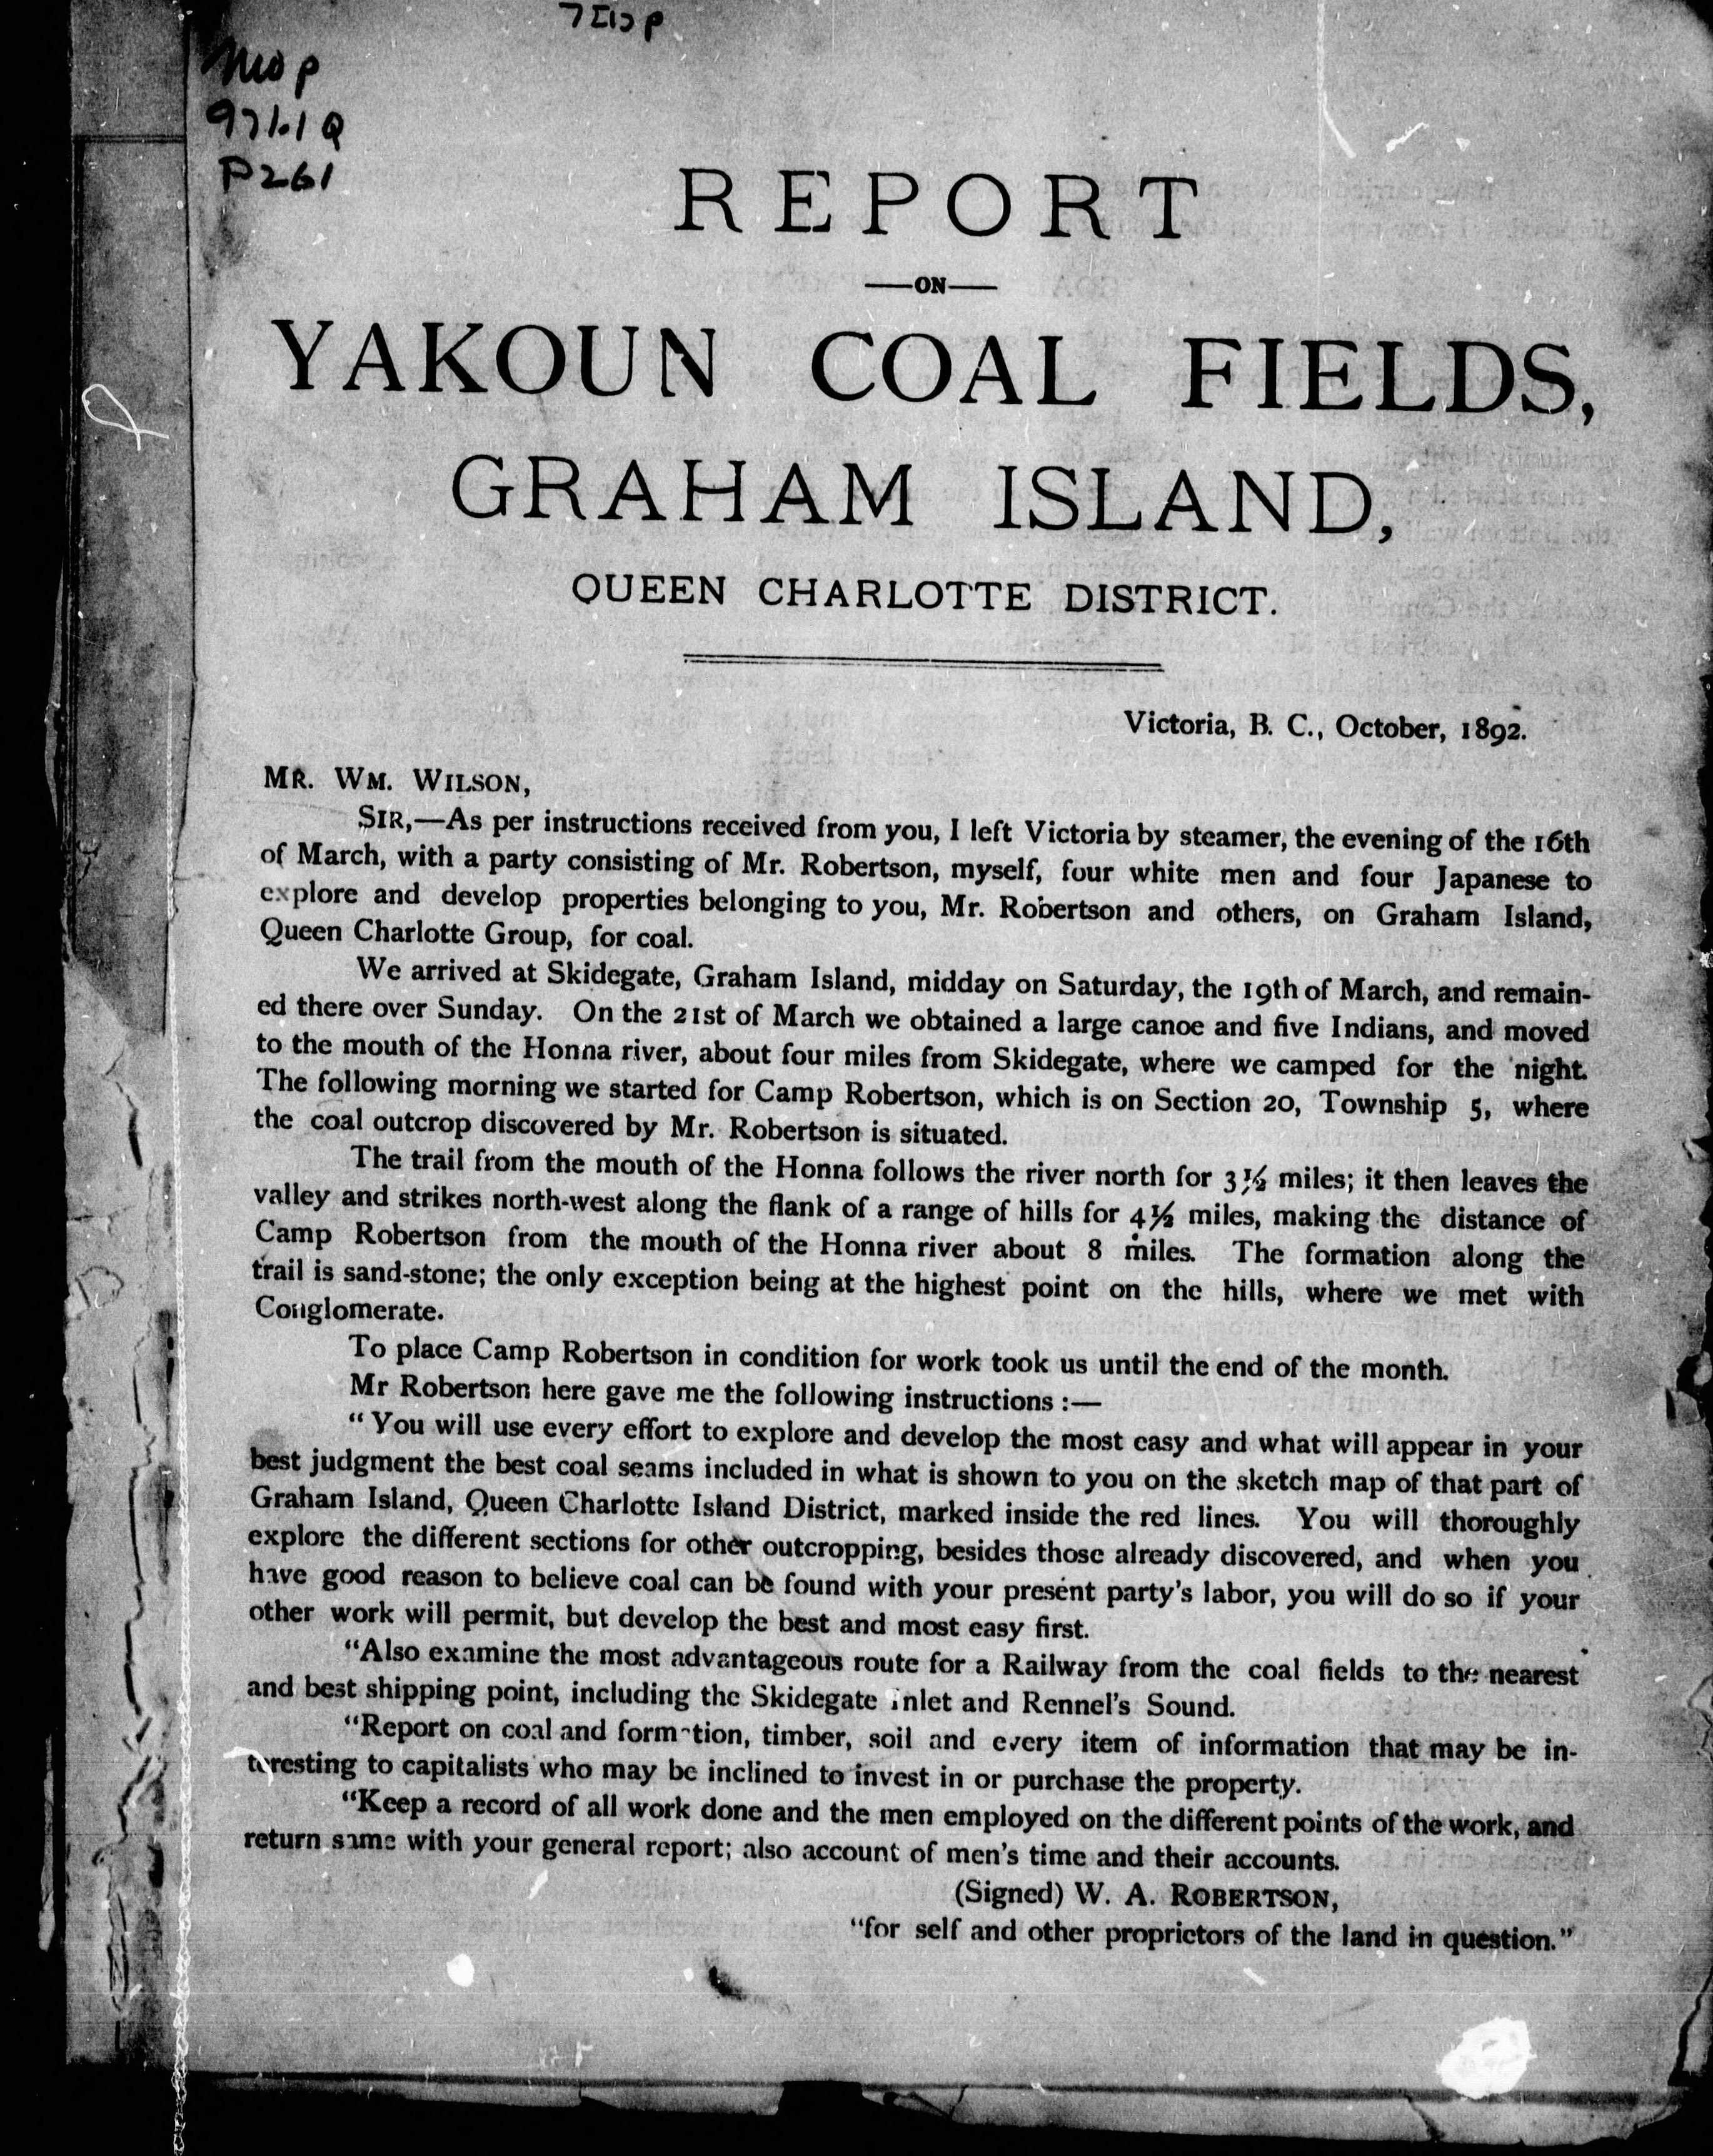 971.1 Q
P261
REPORT
—ON—
YAKOUN COAL FIELDS,
GRAHAM ISLAND,
QUEEN CHARLOTTE DISTRICT.
Victoria, B. C., October, 1892.
MR. WM. WILSON,
SIR,—As per instructions received from you, I left Victoria by steamer, the evening of the 16th
of March, with a party consisting of Mr. Robertson, myself, four white men and four Japanese to
explore and develop properties belonging to you, Mr. Robertson and others, on Graham Island,
Queen Charlotte Group, for coal.
We arrived at Skidegate, Graham Island, midday on Saturday, the 19th of March, and remain-
ed there over Sunday. On the 21st of March we obtained a large canoe and five Indians, and moved
to the mouth of the Honna river, about four miles from Skidegate, where we camped for the night.
The following morning we started for Camp Robertson, which is on Section 20, Township 5, where
the coal outcrop discovered by Mr. Robertson is situated.
The trail from the mouth of the Honna follows the river north for 3½ miles; it then leaves the
valley and strikes north-west along the flank of a range of hills for 4½ miles, making the distance of
Camp Robertson from the mouth of the Honna river about 8 miles. The formation along the
trail is sand-stone; the only exception being at the highest point on the hills, where we met with
Conglomerate.
To place Camp Robertson in condition for work took us until the end of the month.
Mr Robertson here gave me the following instructions :—
“ You will use every effort to explore and develop the most easy and what will appear in your
best judgment the best coal seams included in what is shown to you on the sketch map of that part of
Graham Island, Queen Charlotte Island District, marked inside the red lines. You will thoroughly
explore the different sections for other outcropping, besides those already discovered, and when you
have good reason to believe coal can be found with your present party’s labor, you will do so if your
other work will permit, but develop the best and most easy first.
“Also examine the most advantageous route for a Railway from the coal fields to the nearest
and best shipping point, including the Skidegate Inlet and Rennel’s Sound.
“Report on coal and formation, timber, soil and every item of information that may be in-
teresting to capitalists who may be inclined to invest in or purchase the property.
“Keep a record of all work done and the men employed on the different points of the work, and
return same with your general report; also account of men’s time and their accounts.
(Signed) W. A. ROBERTSON,
“for self and other proprietors of the land in question.”